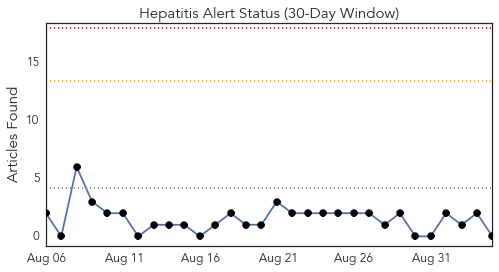 Hepatitis Alert Status (30-Day Window)
Articles Found
15
10
5
0
Aug 06 Aug 11 Aug 16 Aug 21 Aug 26 Aug 31